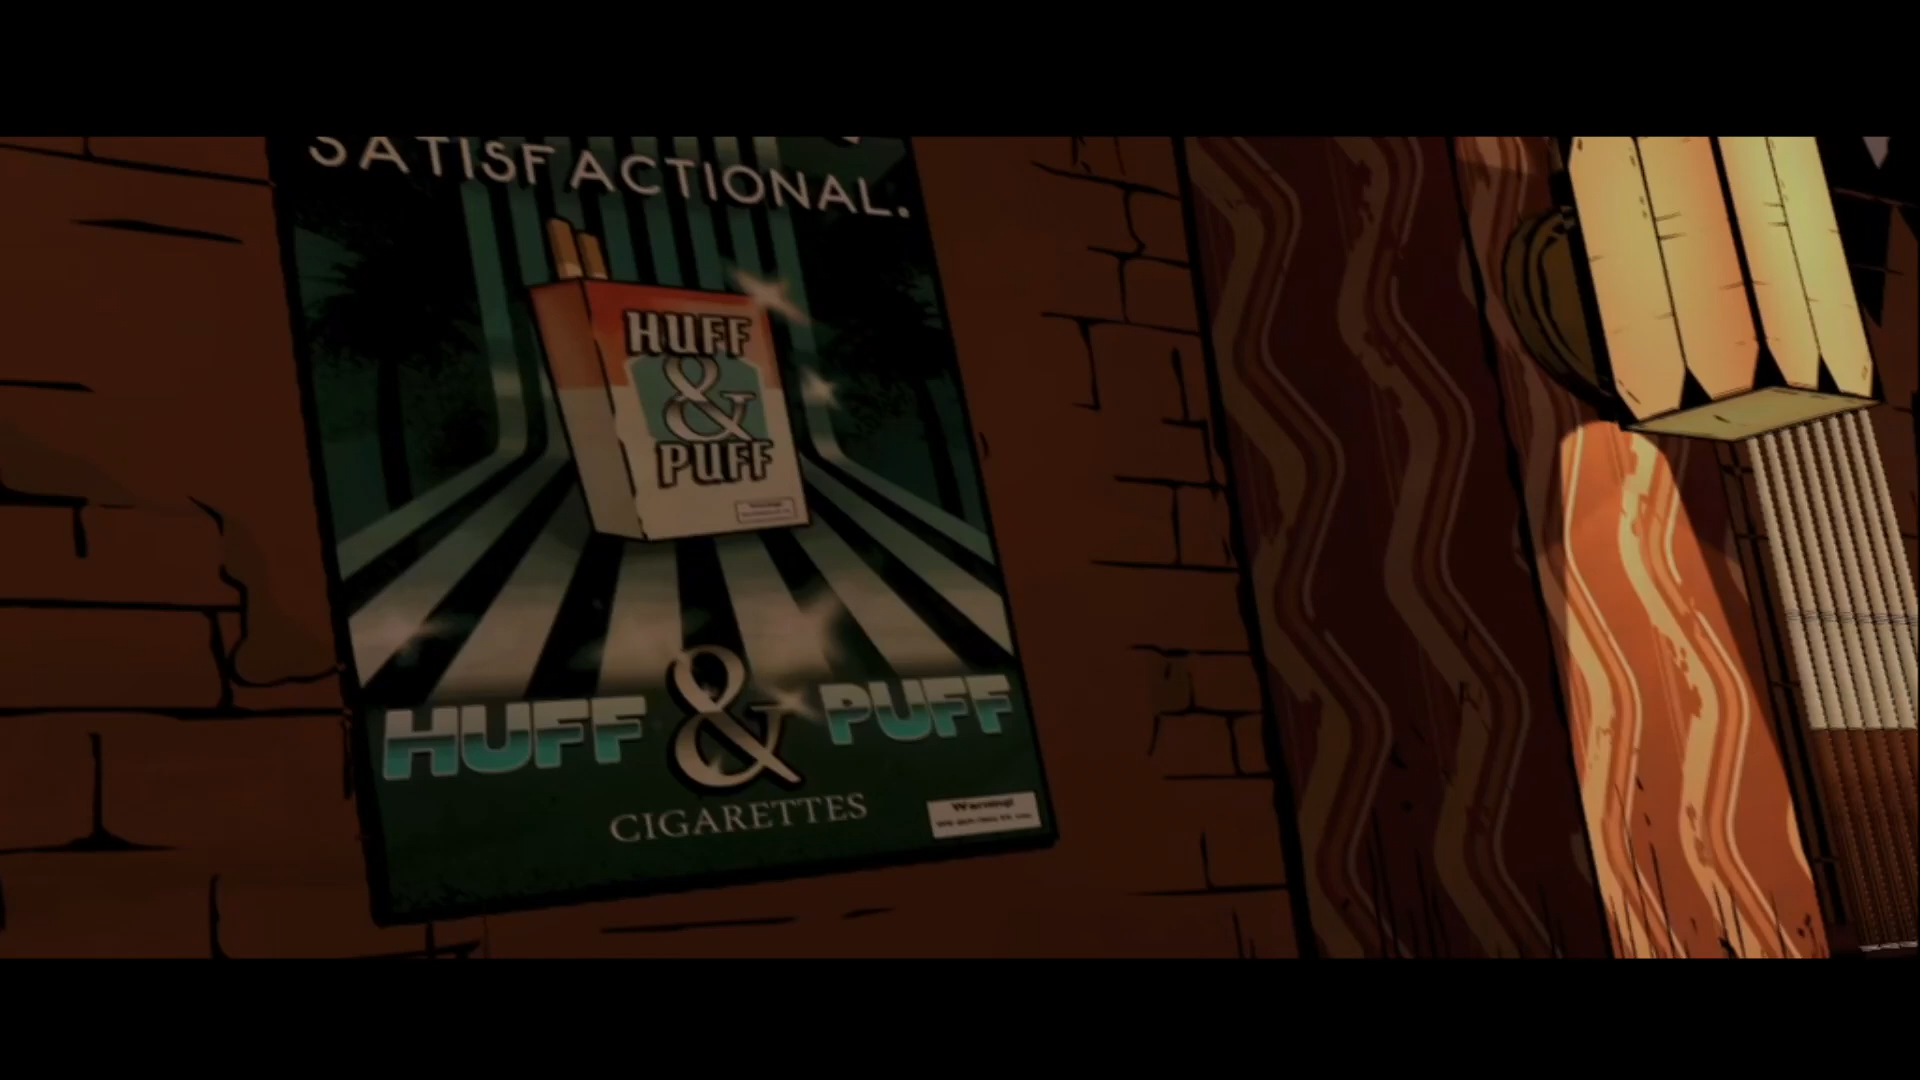 SATISFACTIONAL.
HUFF
&
PUFF
HUFF & PUFF
CIGARETTES
Warning!